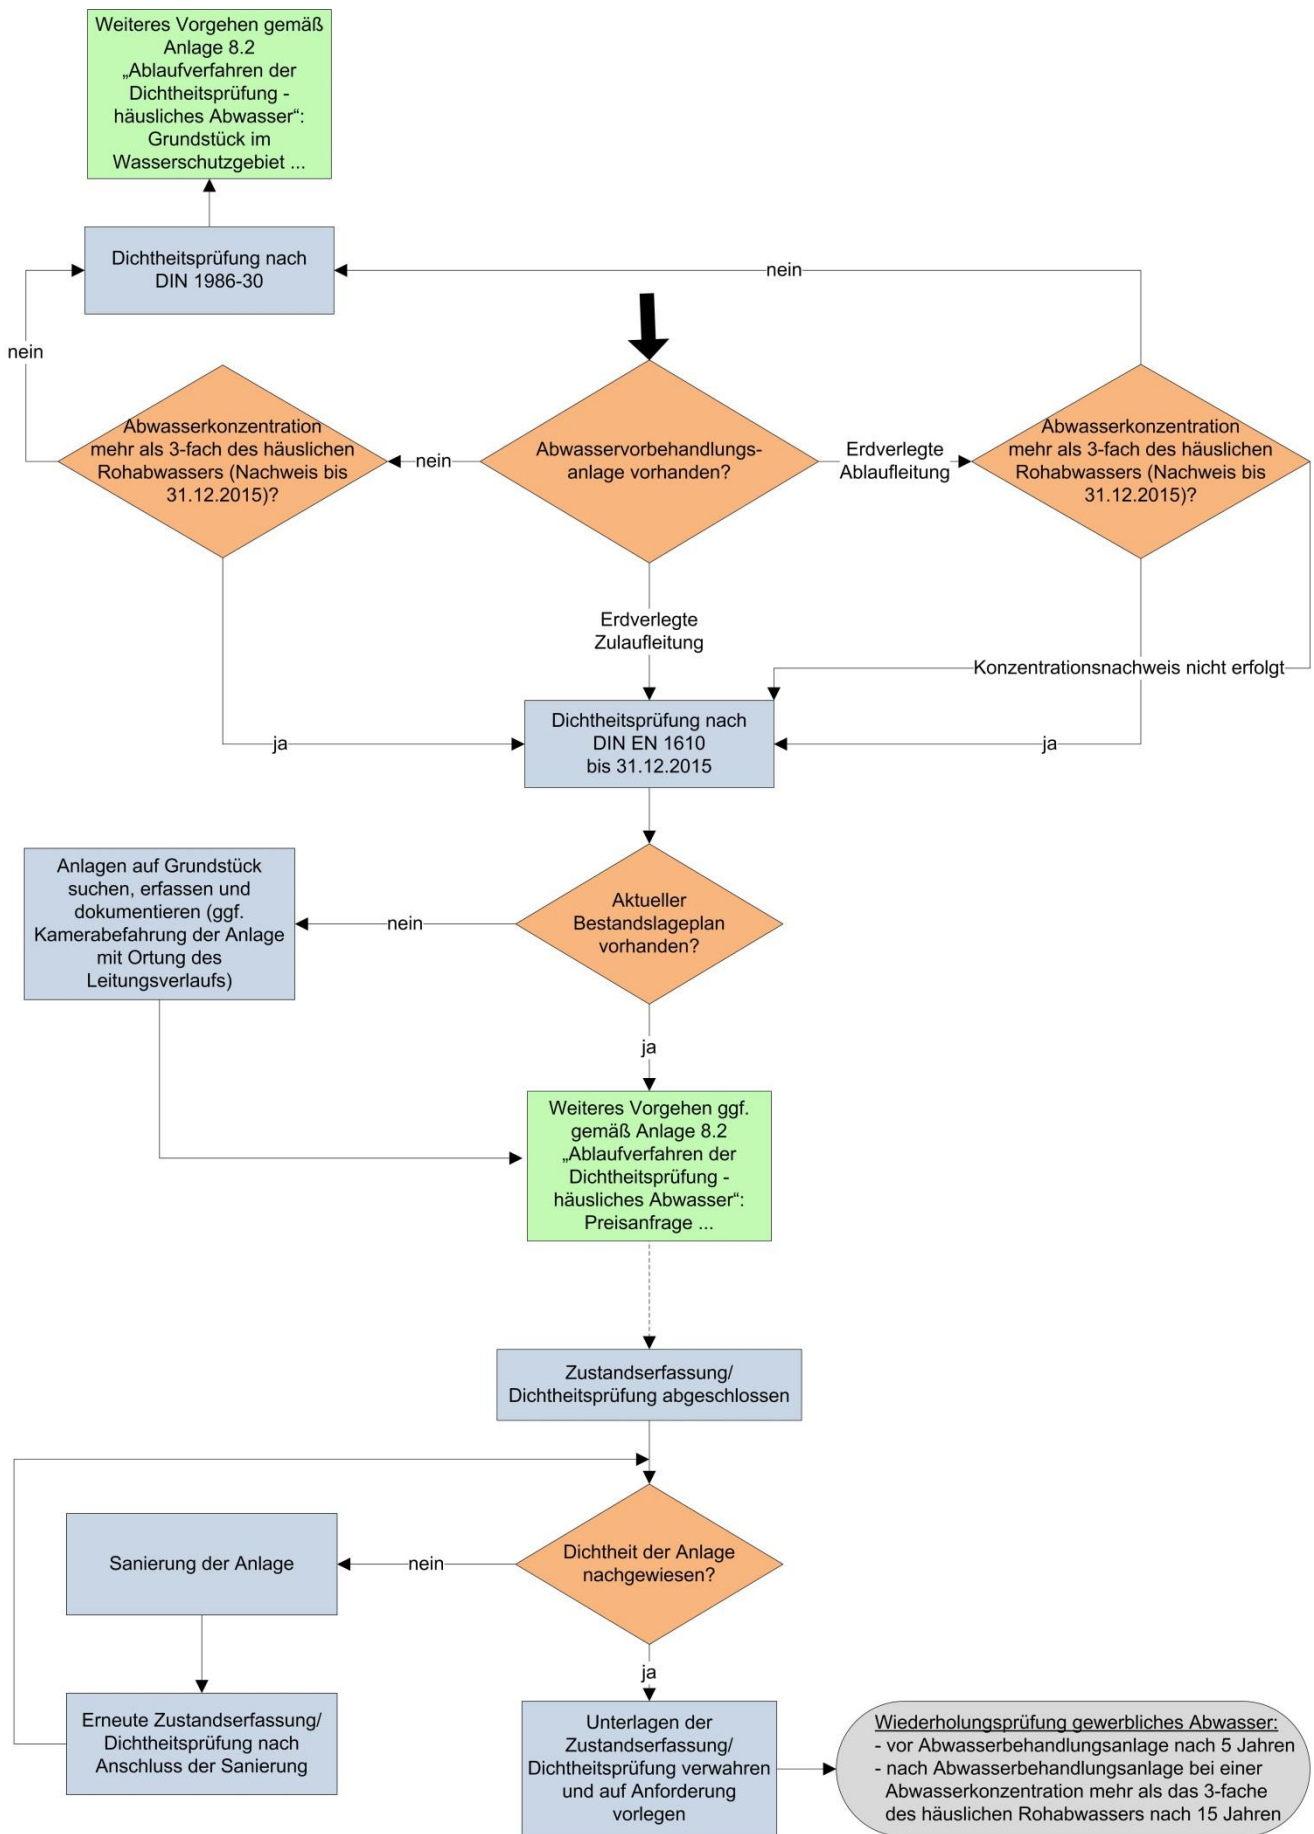 Weiteres Vorgehen gemäß
Anlage 8.2
„Ablaufverfahren der
Dichtheitsprüfung -
häusliches Abwasser“:
Grundstück im
Wasserschutzgebiet ...
Dichtheitsprüfung nach
DIN 1986-30
nein
nein
Abwasserkonzentration
mehr als 3-fach des häuslichen
Rohabwassers (Nachweis bis
31.12.2015)?
nein
Abwasservorbehandlungs-
anlage vorhanden?
Erdverlegte
Ablaufleitung
Abwasserkonzentration
mehr als 3-fach des häuslichen
Rohabwassers (Nachweis bis
31.12.2015)?
Erdverlegte
Zulaufleitung
Konzentrationsnachweis nicht erfolgt
ja
Dichtheitsprüfung nach
DIN EN 1610
bis 31.12.2015
ja
Anlagen auf Grundstück
suchen, erfassen und
dokumentieren (ggf.
Kamerabefahrung der Anlage
mit Ortung des
Leitungsverlaufs)
nein
Aktueller
Bestandslageplan
vorhanden?
ja
Weiteres Vorgehen ggf.
gemäß Anlage 8.2
„Ablaufverfahren der
Dichtheitsprüfung -
häusliches Abwasser“:
Preisanfrage ...
Zustandserfassung/
Dichtheitsprüfung abgeschlossen
Sanierung der Anlage
nein
Dichtheit der Anlage
nachgewiesen?
ja
Erneute Zustandserfassung/
Dichtheitsprüfung nach
Anschluss der Sanierung
Unterlagen der
Zustandserfassung/
Dichtheitsprüfung verwahren
und auf Anforderung
vorlegen
Wiederholungsprüfung gewerbliches Abwasser:
- vor Abwasserbehandlungsanlage nach 5 Jahren
- nach Abwasserbehandlungsanlage bei einer
Abwasserkonzentration mehr als das 3-fache
des häuslichen Rohabwassers nach 15 Jahren